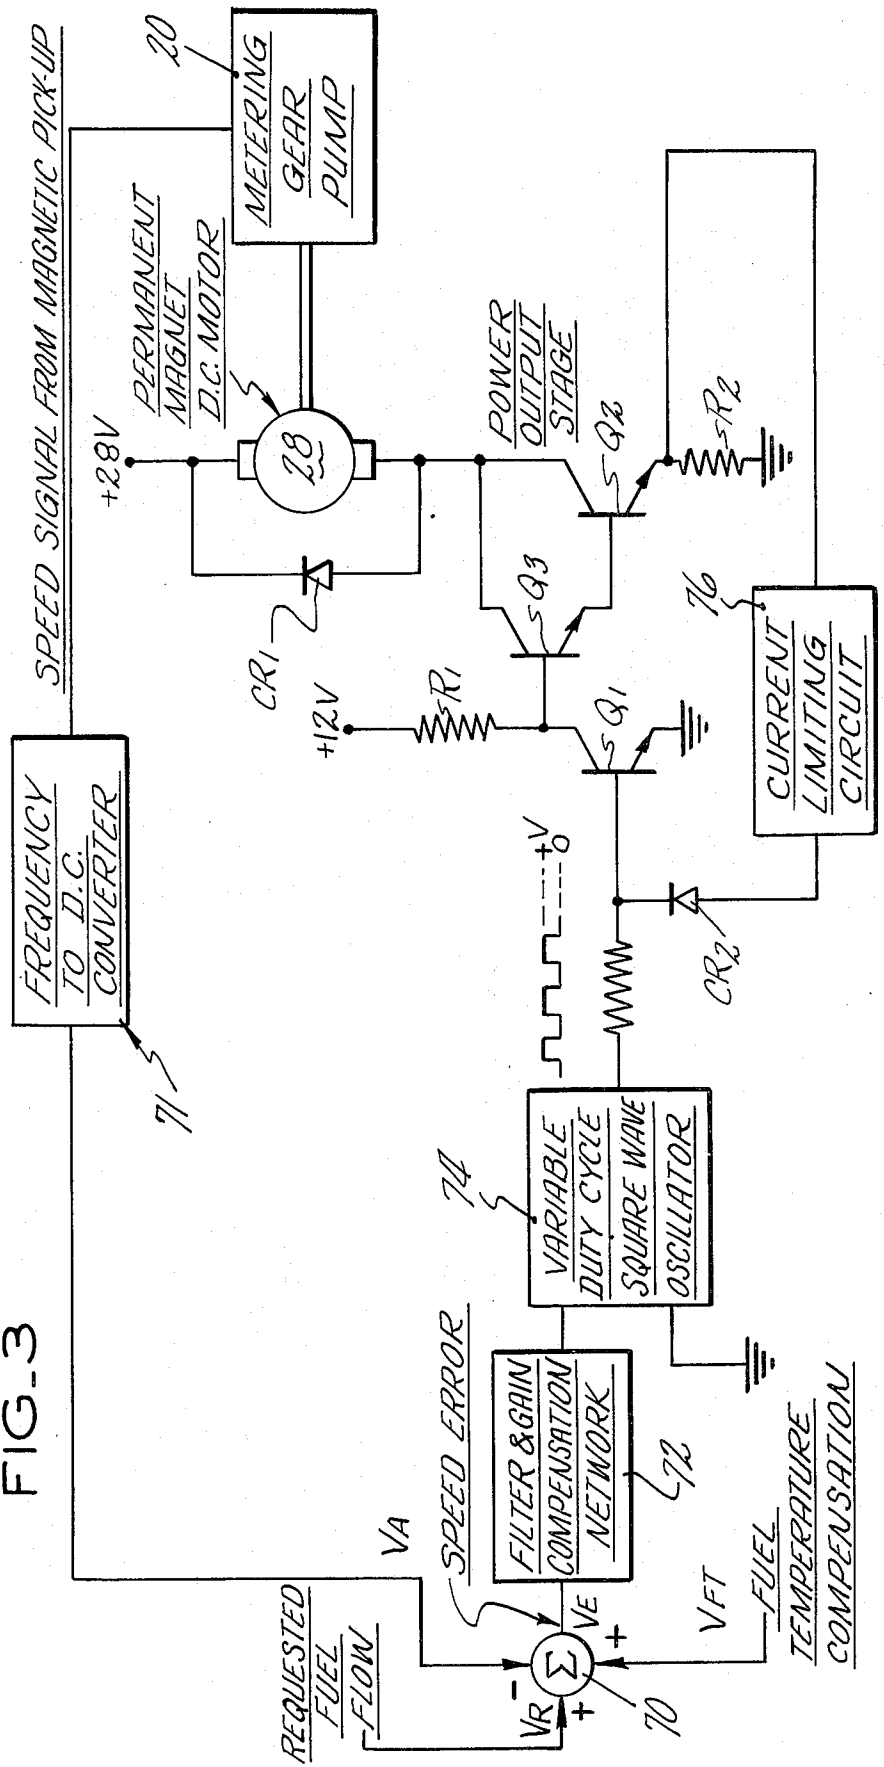 FIG_3
SPEED SIGNAL FROM MAGNETIC PICK-UP
FREQUENCY
TO D.C.
CONVERTER
71
20
METERING
GEAR
PUMP
PERMANENT
MAGNET
D.C. MOTOR
+28V
28
CR1
POWER
OUTPUT
STAGE
+12V
R1
Q3
Q2
R2
Q1
+V
0
CR2
76
CURRENT
LIMITING
CIRCUIT
74
VARIABLE
DUTY CYCLE
SQUARE WAVE
OSCILLATOR
SPEED ERROR
FILTER & GAIN
COMPENSATION
NETWORK
72
VA
REQUESTED
FUEL
FLOW
VR
+
-
Σ
VE
+
70
VFT
FUEL
TEMPERATURE
COMPENSATION